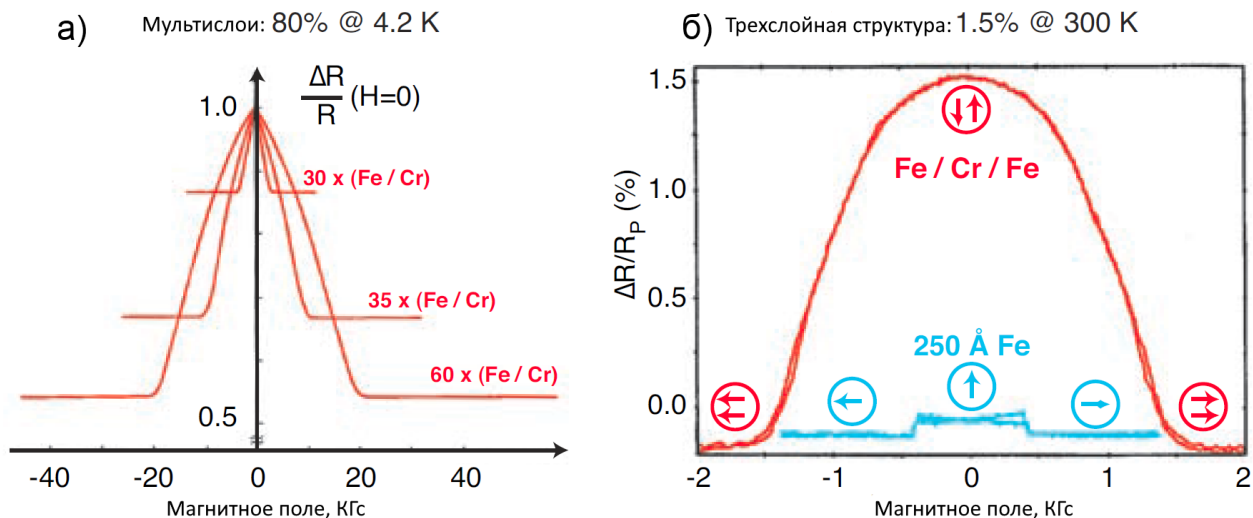 а)
Мультислои: 80% @ 4.2 K
ΔR
R
(H=0)
1.0
30 x (Fe / Cr)
35 x (Fe / Cr)
60 x (Fe / Cr)
0.5
-40 -20 0 20 40
Магнитное поле, КГс
б)
Трехслойная структура: 1.5% @ 300 K
1.5
Fe / Cr / Fe
1.0
ΔR/RP (%)
0.5
250 Å Fe
0.0
-2 -1 0 1 2
Магнитное поле, КГс